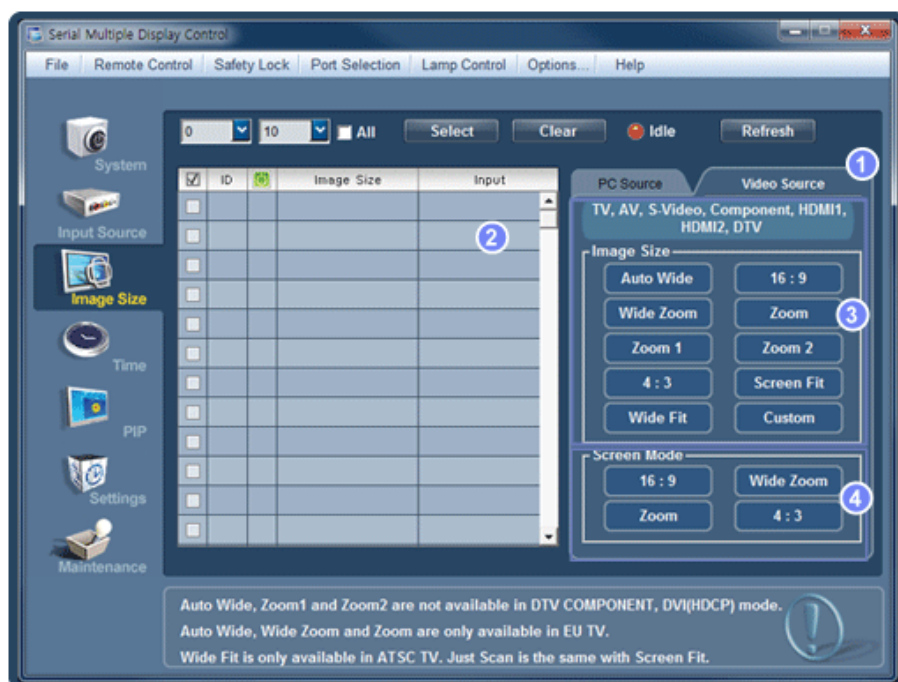 Serial Multiple Display Control
File Remote Control Safety Lock Port Selection Lamp Control Options... Help
0 10 All Select Clear Idle Refresh
System
Input Source
Image Size
Time
PIP
Settings
Maintenance
ID Image Size Input
2
PC Source Video Source 1
TV, AV, S-Video, Component, HDMI1,
HDMI2, DTV
Image Size
Auto Wide 16 : 9
Wide Zoom Zoom 3
Zoom 1 Zoom 2
4 : 3 Screen Fit
Wide Fit Custom
Screen Mode
16 : 9 Wide Zoom
4
Zoom 4 : 3
Auto Wide, Zoom1 and Zoom2 are not available in DTV COMPONENT, DVI(HDCP) mode.
Auto Wide, Wide Zoom and Zoom are only available in EU TV.
Wide Fit is only available in ATSC TV. Just Scan is the same with Screen Fit.